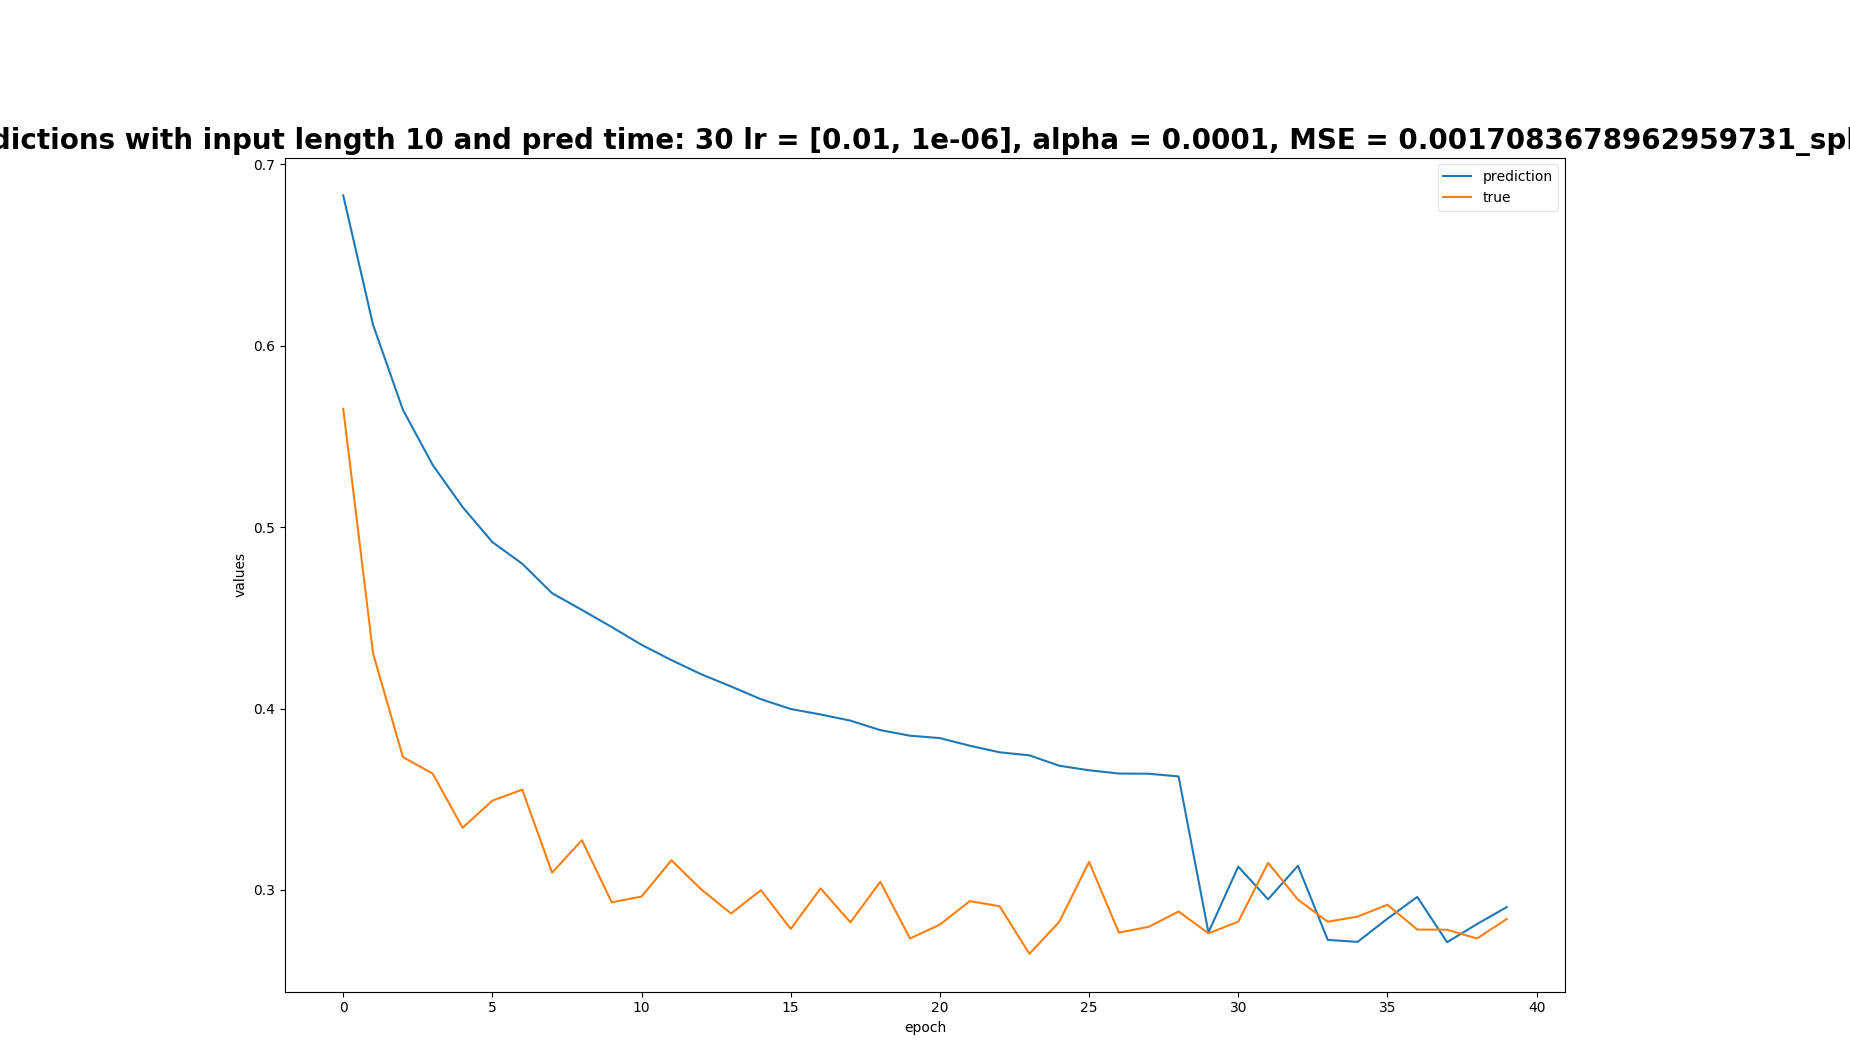 dictions with input length 10 and pred time: 30 lr = [0.01, 1e-06], alpha = 0.0001, MSE = 0.0017083678962959731_spl
prediction
true
0.7
0.6
0.5
0.4
0.3
values
0 5 10 15 20 25 30 35 40
epoch